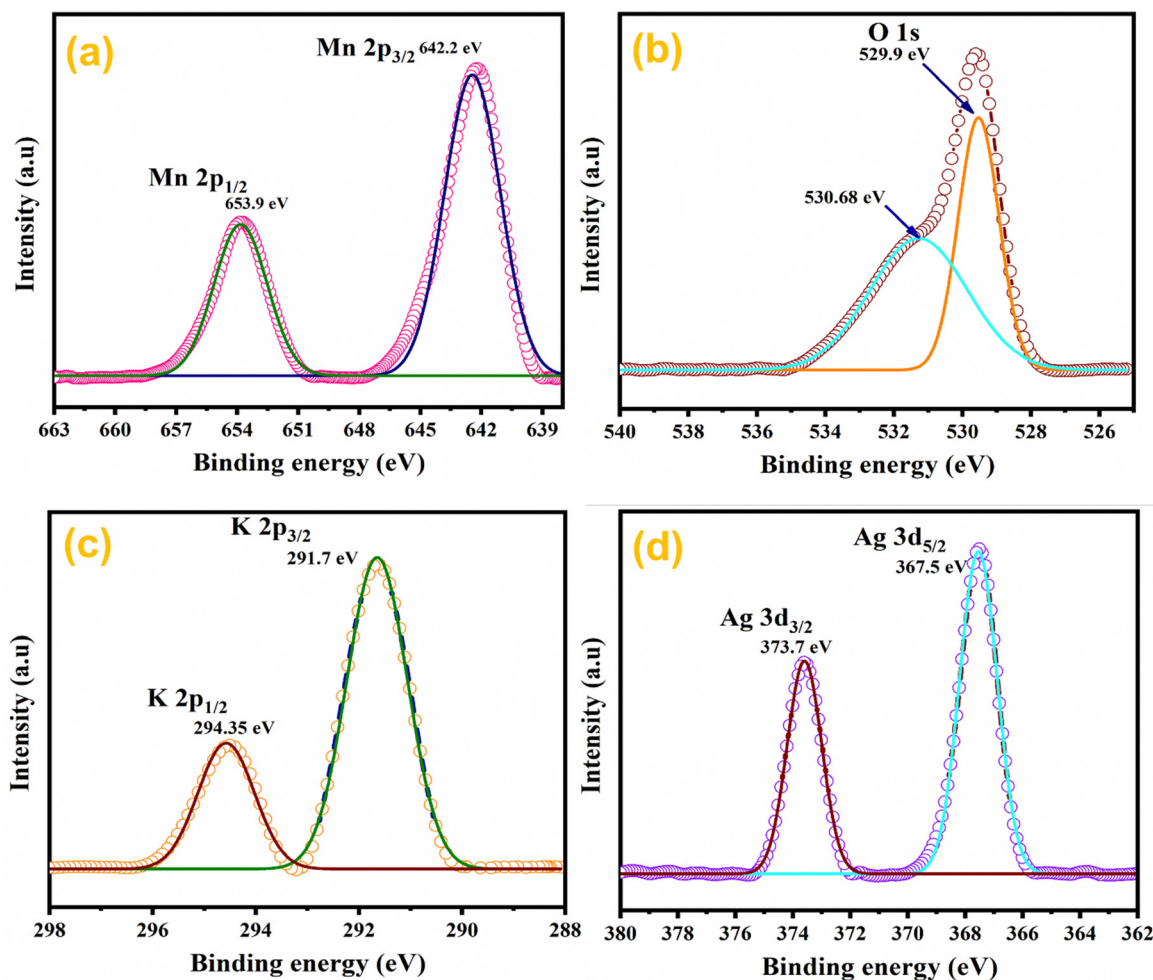 (a)
Mn 2p3/2 642.2 eV
Mn 2p1/2
653.9 eV
Intensity (a.u)
663 660 657 654 651 648 645 642 639
Binding energy (eV)
(b)
O 1s
529.9 eV
530.68 eV
Intensity (a.u)
540 538 536 534 532 530 528 526
Binding energy (eV)
(c)
K 2p3/2
291.7 eV
K 2p1/2
294.35 eV
Intensity (a.u)
298 296 294 292 290 288
Binding energy (eV)
(d)
Ag 3d5/2
367.5 eV
Ag 3d3/2
373.7 eV
Intensity (a.u)
380 378 376 374 372 370 368 366 364 362
Binding energy (eV)